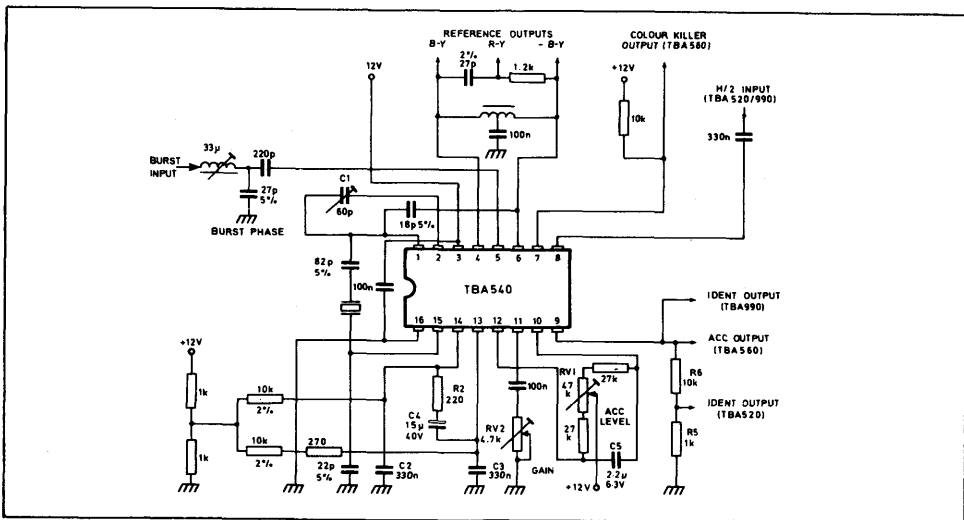 REFERENCE OUTPUTS
B-Y R-Y - B-Y
2%
27p
1.2k
100n
COLOUR KILLER
OUTPUT (TBA560)
+12V
10k
H/2 INPUT
(TBA 520/990)
330n
12V
33μ
220p
BURST
INPUT
27p
5%
BURST PHASE
C1
60p
18p 5%
82p
5%
100n
1 2 3 4 5 6 7 8
TBA540
16 15 14 13 12 11 10 9
IDENT OUTPUT
(TBA990)
ACC OUTPUT
(TBA560)
R6
10k
IDENT OUTPUT
(TBA520)
R5
1k
+12V
1k
10k
2%
1k
10k
2%
270
22p
5%
C2
330n
R2
220
C4
15μ
40V
C3
330n
100n
RV2
4.7k
GAIN
RV1
47
k
27k
ACC
LEVEL
27
k
C5
2.2μ
6.3V
+12V